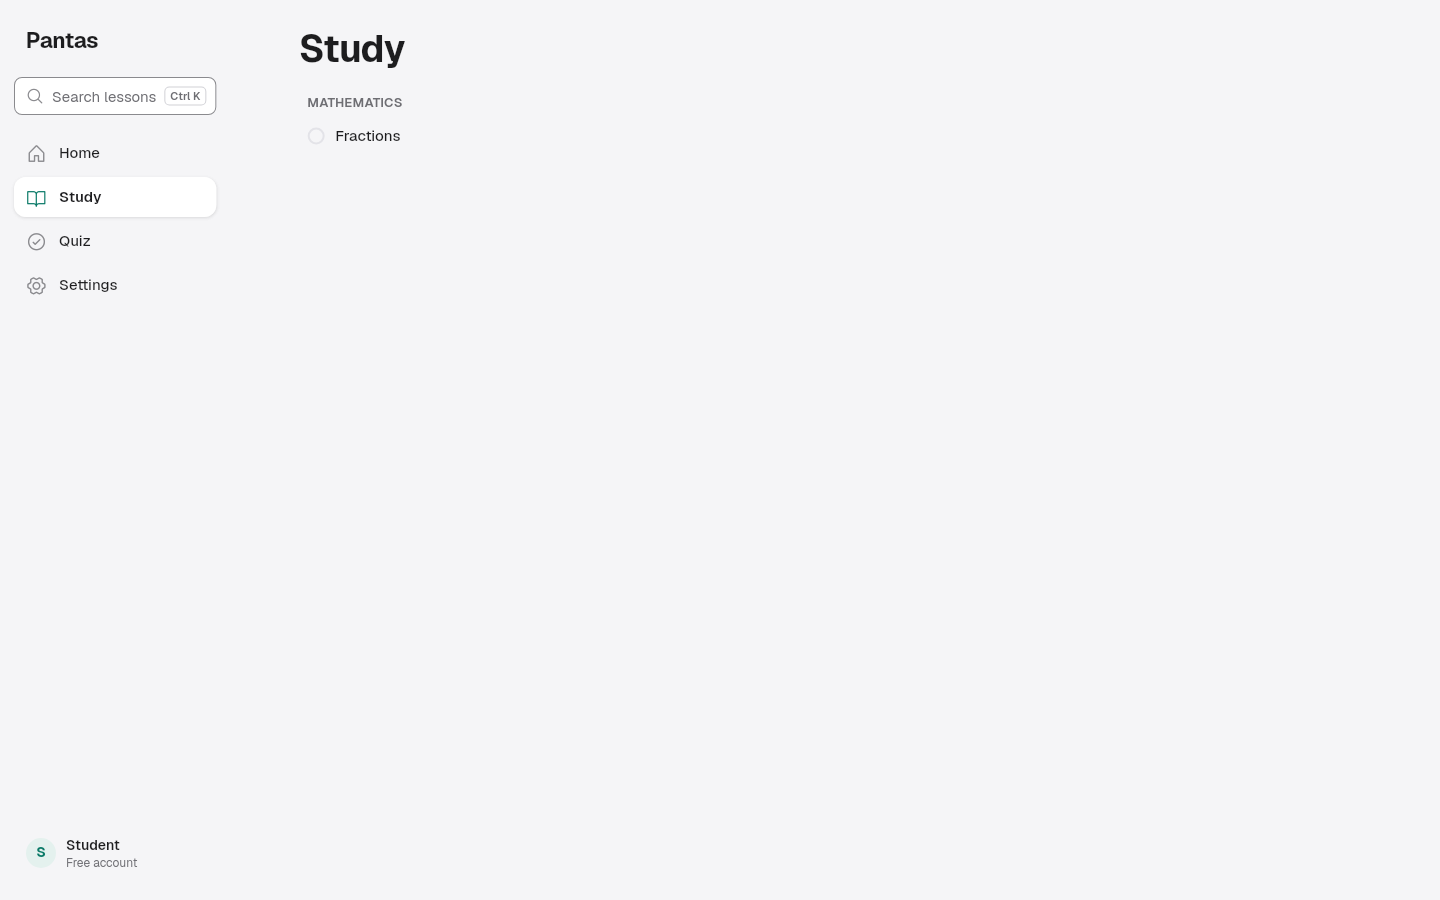 Pantas
Search lessons Ctrl K
Home
Study
Quiz
Settings
Study
MATHEMATICS
Fractions
S
Student
Free account